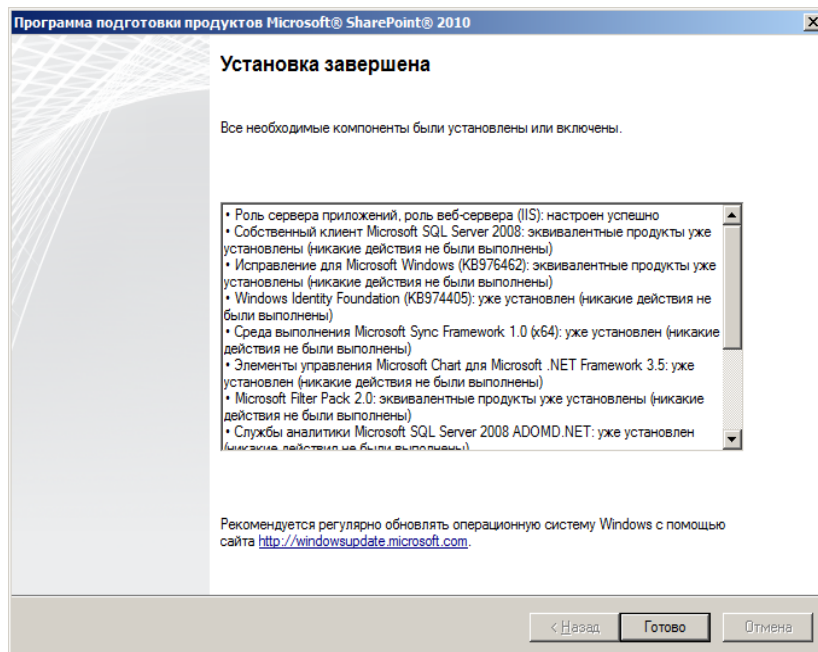 Программа подготовки продуктов Microsoft® SharePoint® 2010
Установка завершена
Все необходимые компоненты были установлены или включены.
• Роль сервера приложений, роль веб-сервера (IIS): настроен успешно
• Собственный клиент Microsoft SQL Server 2008: эквивалентные продукты уже
установлены (никакие действия не были выполнены)
• Исправление для Microsoft Windows (KB976462): эквивалентные продукты уже
установлены (никакие действия не были выполнены)
• Windows Identity Foundation (KB974405): уже установлен (никакие действия не
были выполнены)
• Среда выполнения Microsoft Sync Framework 1.0 (x64): уже установлен (никакие
действия не были выполнены)
• Элементы управления Microsoft Chart для Microsoft .NET Framework 3.5: уже
установлен (никакие действия не были выполнены)
• Microsoft Filter Pack 2.0: эквивалентные продукты уже установлены (никакие
действия не были выполнены)
• Службы аналитики Microsoft SQL Server 2008 ADOMD.NET: уже установлен
(никакие действия не были выполнены)
Рекомендуется регулярно обновлять операционную систему Windows с помощью
сайта http://windowsupdate.microsoft.com.
< Назад Готово Отмена